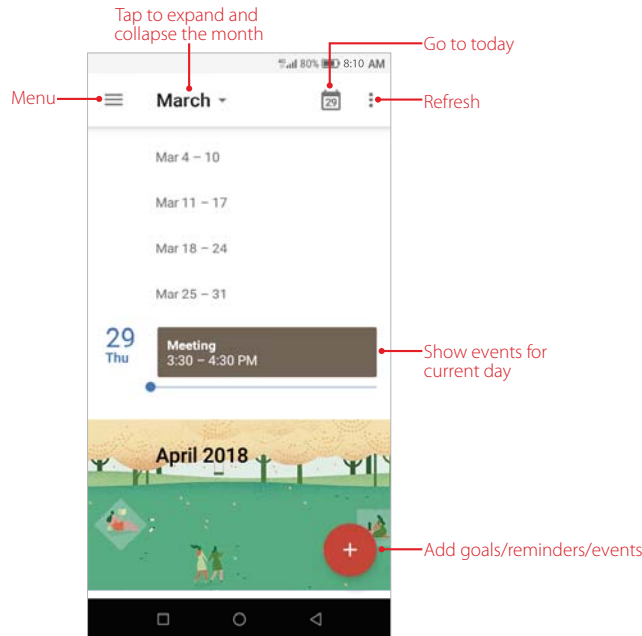 Tap to expand and
collapse the month
Go to today
80% 8:10 AM
Menu
March
29
Refresh
Mar 4 – 10
Mar 11 – 17
Mar 18 – 24
Mar 25 – 31
29
Thu
Meeting
3:30 – 4:30 PM
Show events for
current day
April 2018
+
Add goals/reminders/events